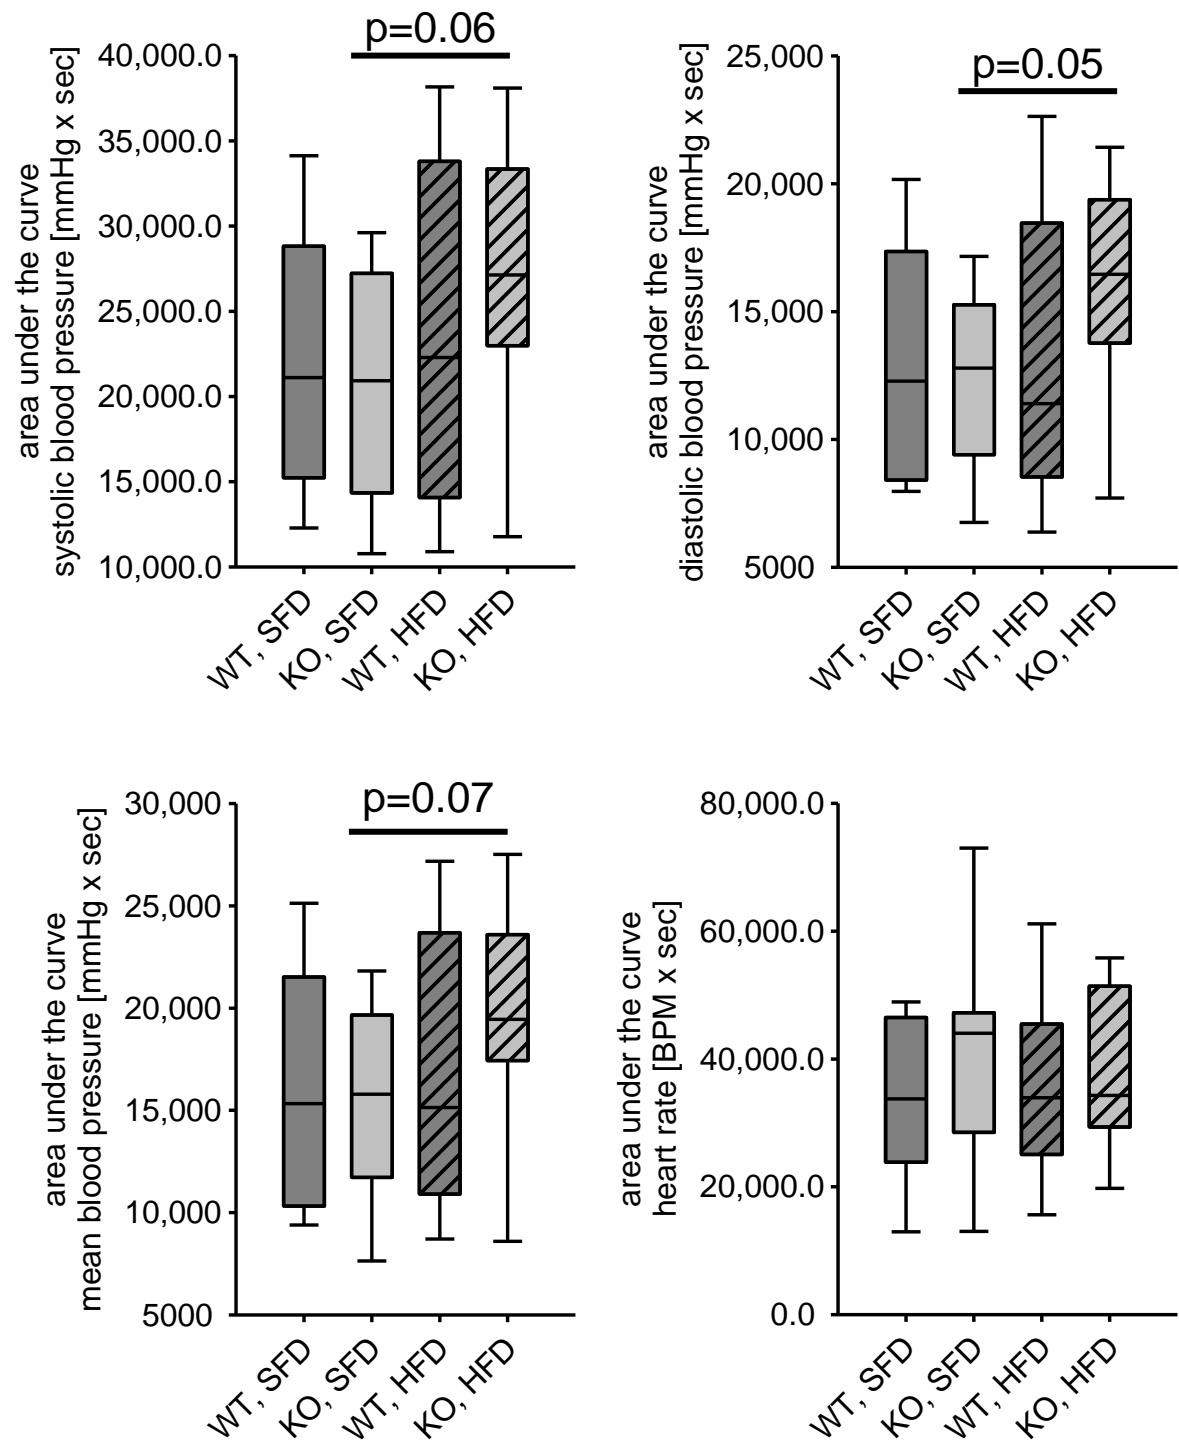 p=0.06
area under the curve
systolic blood pressure [mmHg x sec]
40,000.0
35,000.0
30,000.0
25,000.0
20,000.0
15,000.0
10,000.0
WT, SFD
KO, SFD
WT, HFD
KO, HFD
p=0.05
area under the curve
diastolic blood pressure [mmHg x sec]
25,000
20,000
15,000
10,000
5000
WT, SFD
KO, SFD
WT, HFD
KO, HFD
p=0.07
area under the curve
mean blood pressure [mmHg x sec]
30,000
25,000
20,000
15,000
10,000
5000
WT, SFD
KO, SFD
WT, HFD
KO, HFD
area under the curve
heart rate [BPM x sec]
80,000.0
60,000.0
40,000.0
20,000.0
0.0
WT, SFD
KO, SFD
WT, HFD
KO, HFD